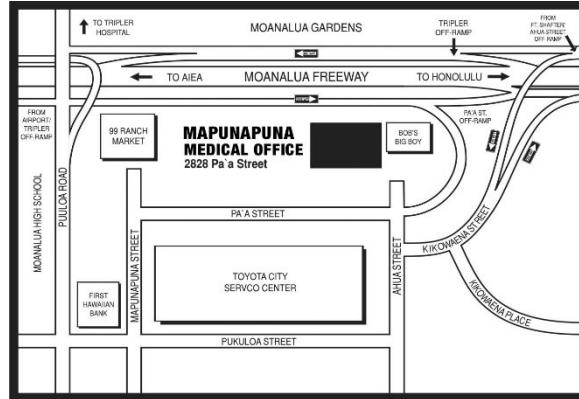 TO TRIPLER
HOSPITAL
MOANALUA GARDENS
TRIPLER
OFF-RAMP
FROM
FT. SHAFTER/
AHUA STREET
OFF RAMP
TO AIEA
MOANALUA FREEWAY
TO HONOLULU
FROM
AIRPORT/
TRIPLER
OFF-RAMP
99 RANCH
MARKET
MAPUNAPUNA
MEDICAL OFFICE
2828 Pa`a Street
BOB'S
BIG BOY
PA'A ST.
OFF-RAMP
MOANALUA HIGH SCHOOL
PUULOA ROAD
MAPUNAPUNA STREET
PA'A STREET
AHUA STREET
KIKOWAENA STREET
KIKOWAENA PLACE
TOYOTA CITY
SERVCO CENTER
FIRST
HAWAIIAN
BANK
PUKULOA STREET